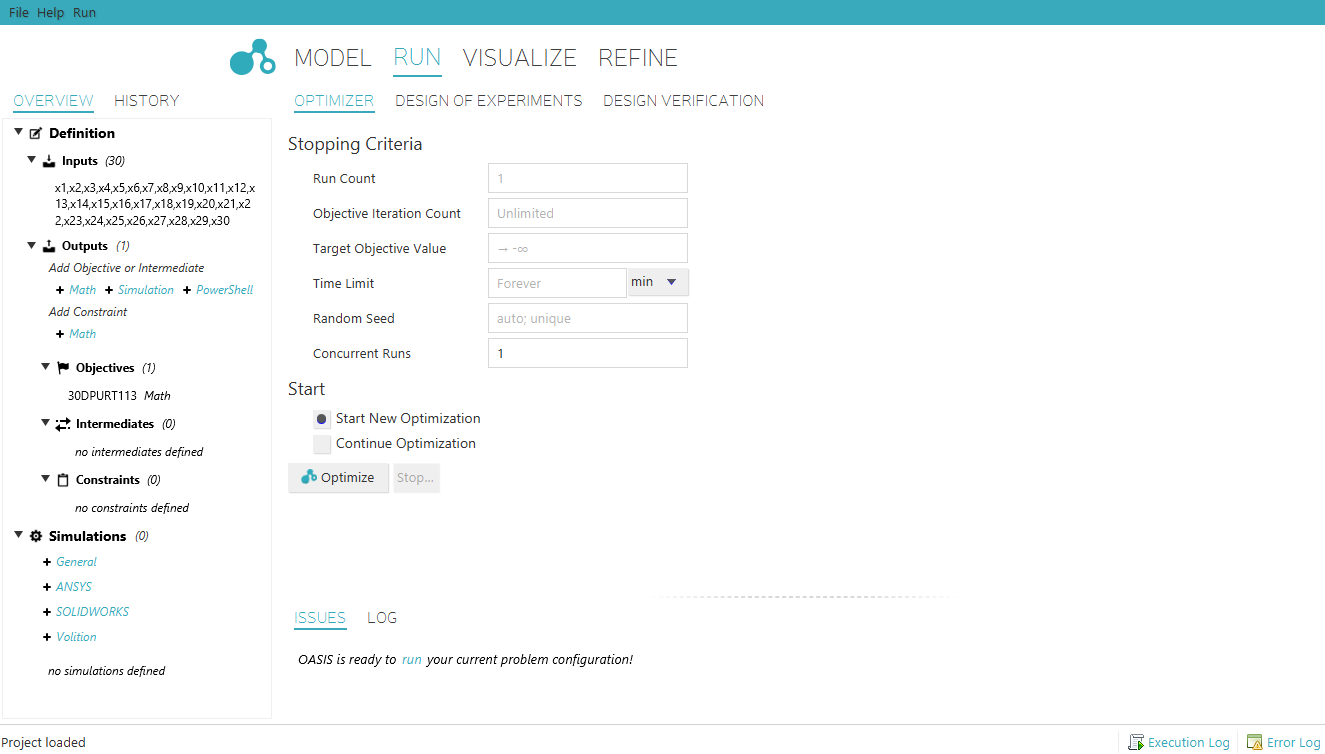 File Help Run
MODEL RUN VISUALIZE REFINE
OVERVIEW HISTORY
OPTIMIZER DESIGN OF EXPERIMENTS DESIGN VERIFICATION
Definition
Inputs (30)
x1,x2,x3,x4,x5,x6,x7,x8,x9,x10,x11,x12,x
13,x14,x15,x16,x17,x18,x19,x20,x21,x2
2,x23,x24,x25,x26,x27,x28,x29,x30
Outputs (1)
Add Objective or Intermediate
+ Math + Simulation + PowerShell
Add Constraint
+ Math
Objectives (1)
30DPURT113 Math
Intermediates (0)
no intermediates defined
Constraints (0)
no constraints defined
Simulations (0)
+ General
+ ANSYS
+ SOLIDWORKS
+ Volition
no simulations defined
Stopping Criteria
Run Count 1
Objective Iteration Count Unlimited
Target Objective Value → -∞
Time Limit Forever min
Random Seed auto; unique
Concurrent Runs 1
Start
Start New Optimization
Continue Optimization
Optimize Stop...
ISSUES LOG
OASIS is ready to run your current problem configuration!
Project loaded
Execution Log Error Log